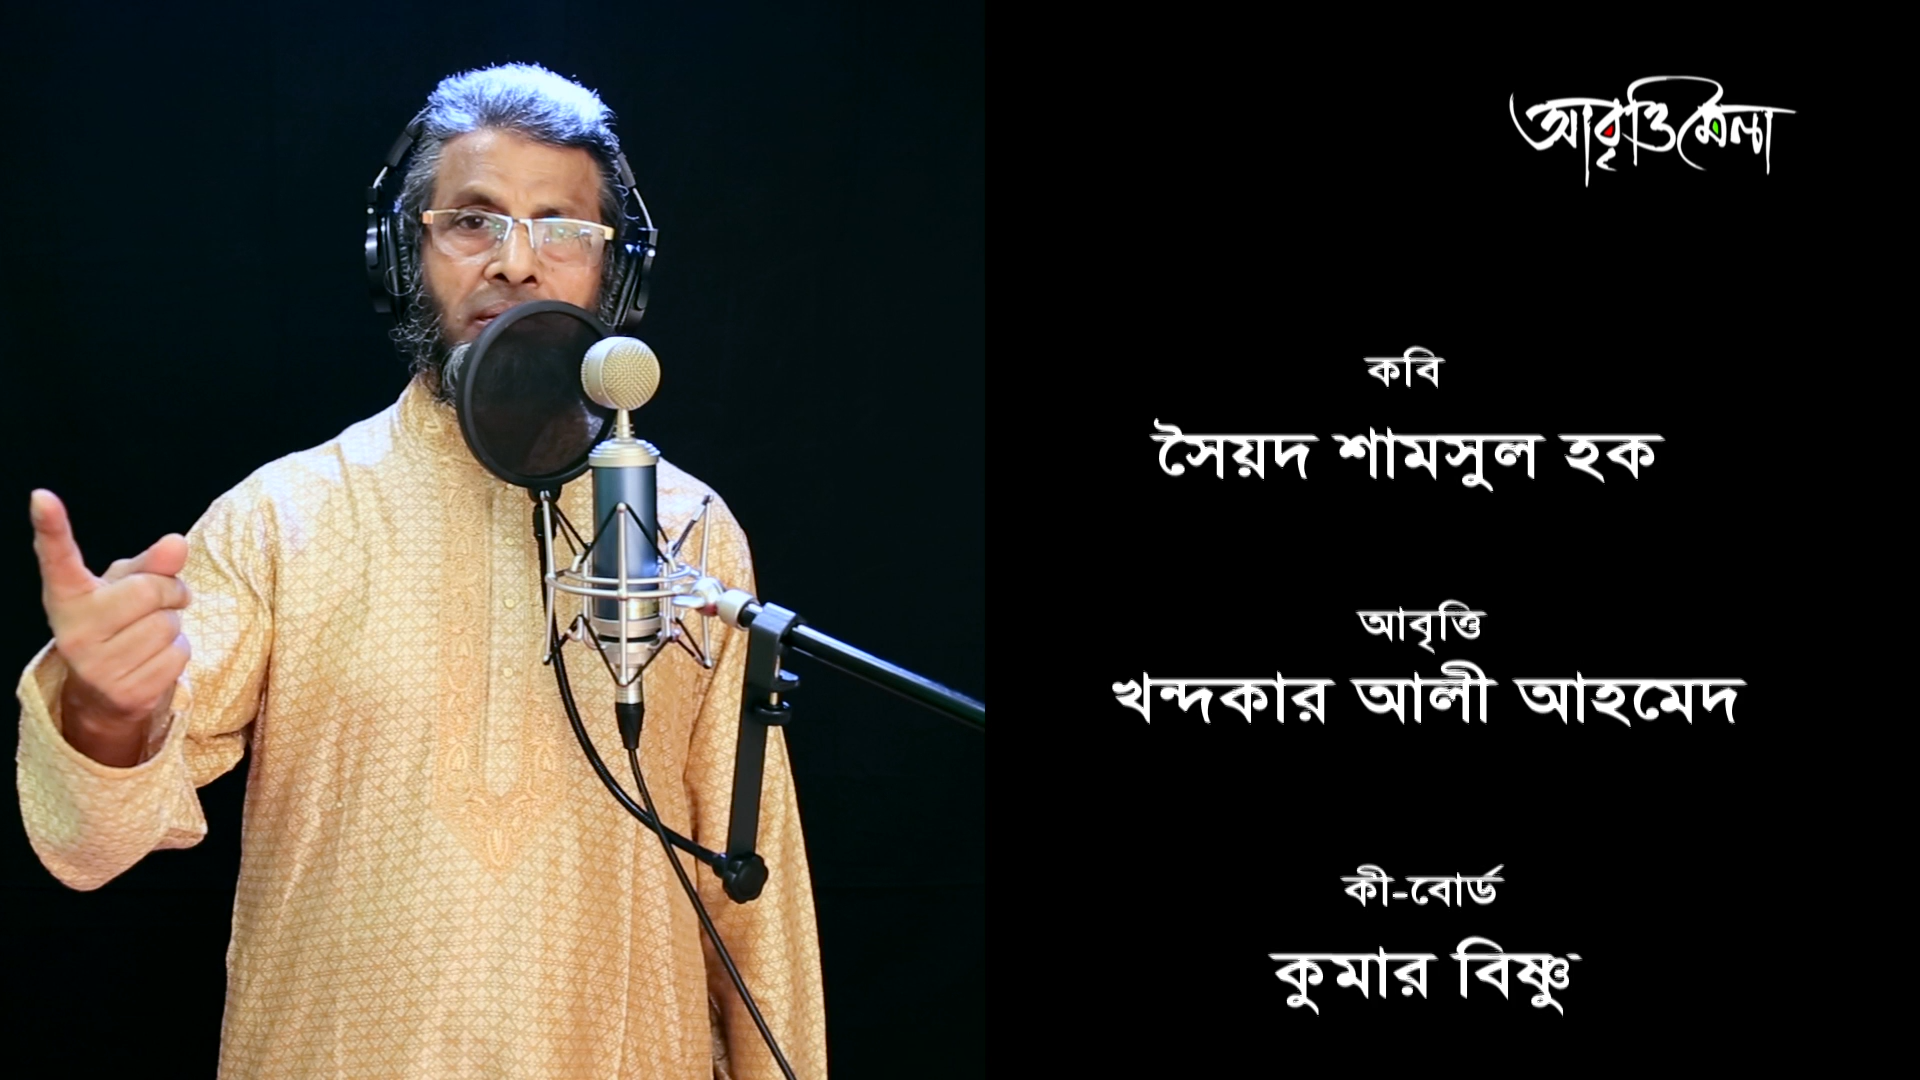 আবৃত্তিমেলা
কবি
সৈয়দ শামসুল হক
আবৃত্তি
খন্দকার আলী আহমেদ
কী-বোর্ড
কুমার বিষ্ণু